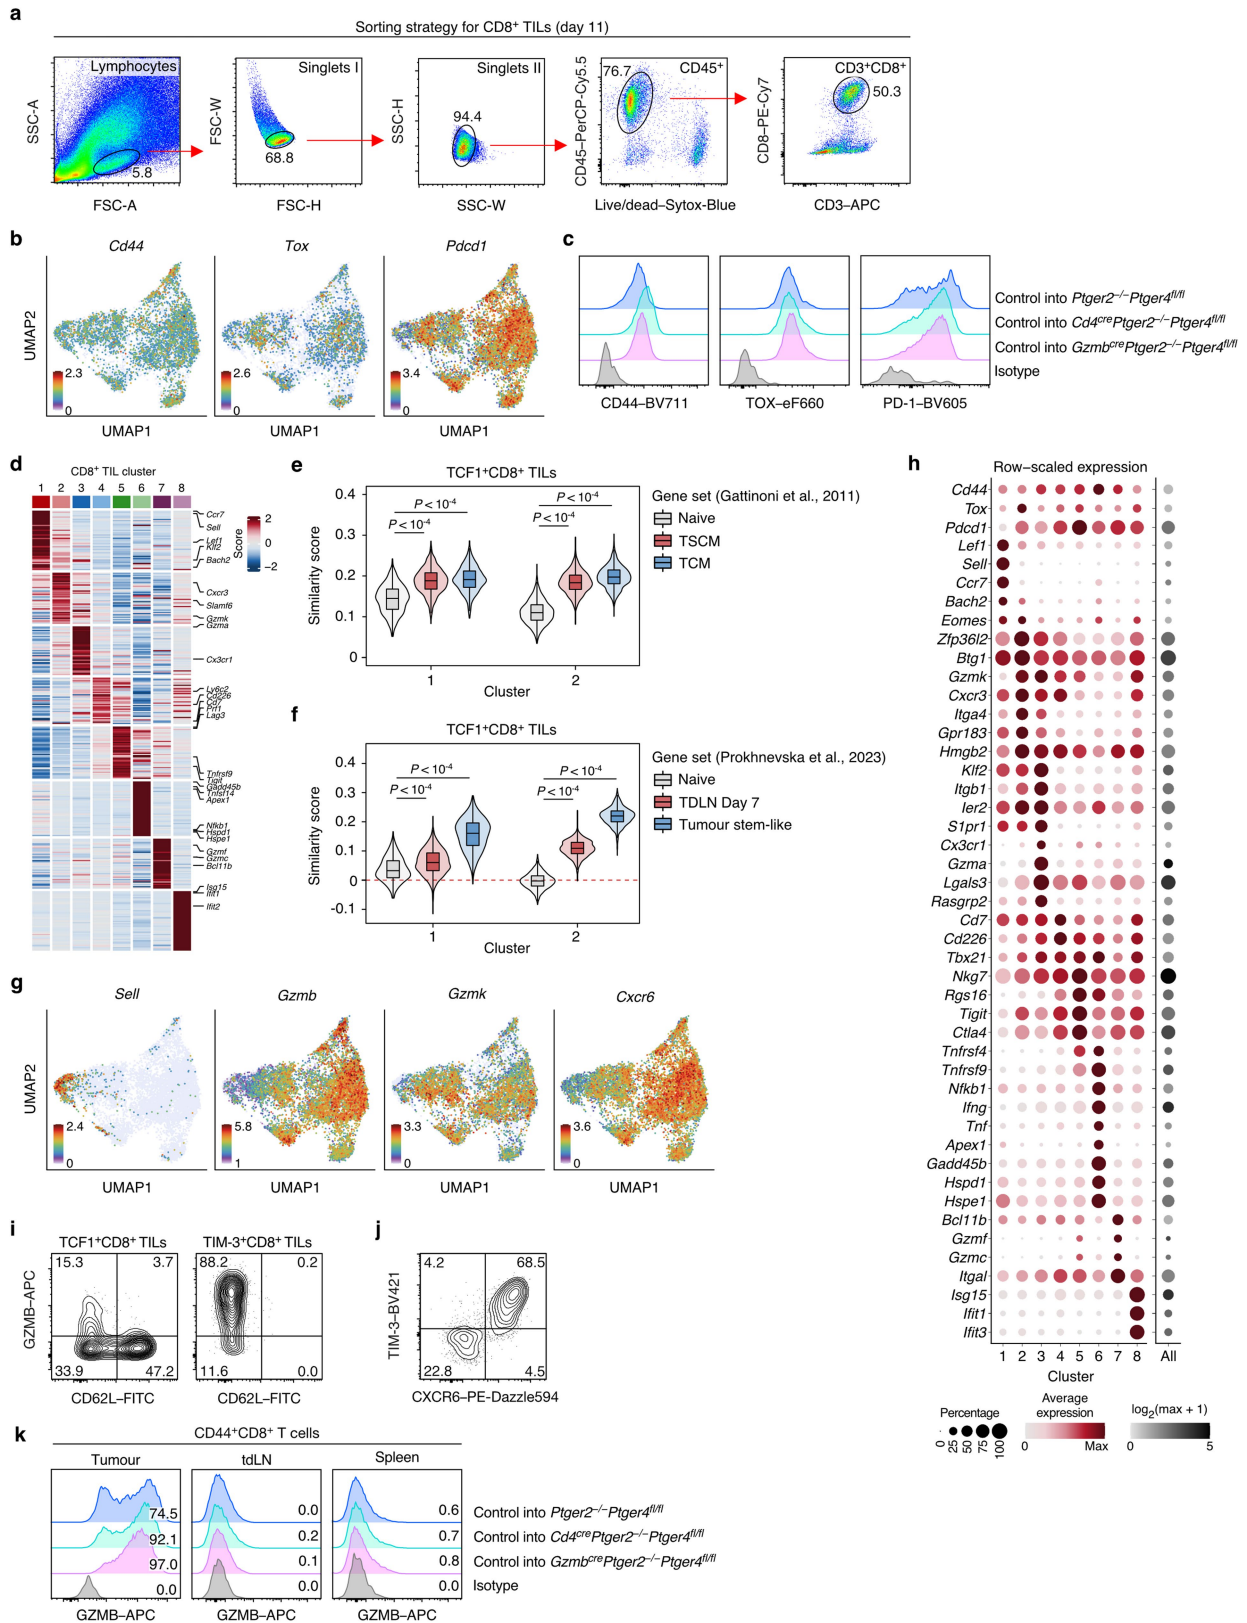 a
Sorting strategy for CD8+ TILs (day 11)
Lymphocytes
5.8
SSC-A
FSC-A
Singlets I
68.8
FSC-W
FSC-H
Singlets II
94.4
SSC-H
SSC-W
76.7
CD45+
CD45–PerCP-Cy5.5
Live/dead–Sytox-Blue
CD3+CD8+
50.3
CD8–PE-Cy7
CD3–APC
b
Cd44
Tox
Pdcd1
UMAP2
2.3
0
2.6
0
3.4
0
UMAP1
UMAP1
UMAP1
c
Control into Ptger2–/–Ptger4fl/fl
Control into Cd4crePtger2–/–Ptger4fl/fl
Control into GzmbcrePtger2–/–Ptger4fl/fl
Isotype
CD44–BV711
TOX–eF660
PD-1–BV605
d
CD8+ TIL cluster
1 2 3 4 5 6 7 8
Ccr7
Sell
Lef1
Klf2
Bach2
Cxcr3
Slamf6
Gzmk
Gzma
Cx3cr1
Ly6c2
Cd226
Cd7
Prf1
Lag3
Tnfrsf9
Tigit
Gadd45b
Tnfsf14
Apex1
Nfkb1
Hspd1
Hspe1
Gzmf
Gzmc
Bcl11b
Isg15
Ifit1
Ifit2
Score
2
0
–2
e
TCF1+CD8+ TILs
P < 10-4
P < 10-4
P < 10-4
P < 10-4
Similarity score
0.4
0.3
0.2
0.1
0
1 2
Cluster
Gene set (Gattinoni et al., 2011)
Naive
TSCM
TCM
f
TCF1+CD8+ TILs
P < 10-4
P < 10-4
P < 10-4
P < 10-4
Similarity score
0.4
0.3
0.2
0.1
0
-0.1
1 2
Cluster
Gene set (Prokhnevska et al., 2023)
Naive
TDLN Day 7
Tumour stem-like
g
Sell
Gzmb
Gzmk
Cxcr6
UMAP2
2.4
0
5.8
1
3.3
0
3.6
0
UMAP1
UMAP1
UMAP1
UMAP1
h
Row–scaled expression
Cd44
Tox
Pdcd1
Lef1
Sell
Ccr7
Bach2
Eomes
Zfp36l2
Btg1
Gzmk
Cxcr3
Itga4
Gpr183
Hmgb2
Klf2
Itgb1
Ier2
S1pr1
Cx3cr1
Gzma
Lgals3
Rasgrp2
Cd7
Cd226
Tbx21
Nkg7
Rgs16
Tigit
Ctla4
Tnfrsf4
Tnfrsf9
Nfkb1
Ifng
Tnf
Apex1
Gadd45b
Hspd1
Hspe1
Bcl11b
Gzmf
Gzmc
Itgal
Isg15
Ifit1
Ifit3
1 2 3 4 5 6 7 8 All
Cluster
Percentage
0 25 50 75 100
Average
expression
0 Max
log2(max + 1)
0 5
i
TCF1+CD8+ TILs
15.3 3.7
33.9 47.2
GZMB–APC
CD62L–FITC
TIM-3+CD8+ TILs
88.2 0.2
11.6 0.0
CD62L–FITC
j
4.2 68.5
22.8 4.5
TIM-3–BV421
CXCR6–PE-Dazzle594
k
CD44+CD8+ T cells
Tumour
tdLN
Spleen
74.5 0.0 0.6 Control into Ptger2–/–Ptger4fl/fl
92.1 0.2 0.7 Control into Cd4crePtger2–/–Ptger4fl/fl
97.0 0.1 0.8 Control into GzmbcrePtger2–/–Ptger4fl/fl
0.0 0.0 0.0 Isotype
GZMB–APC
GZMB–APC
GZMB–APC